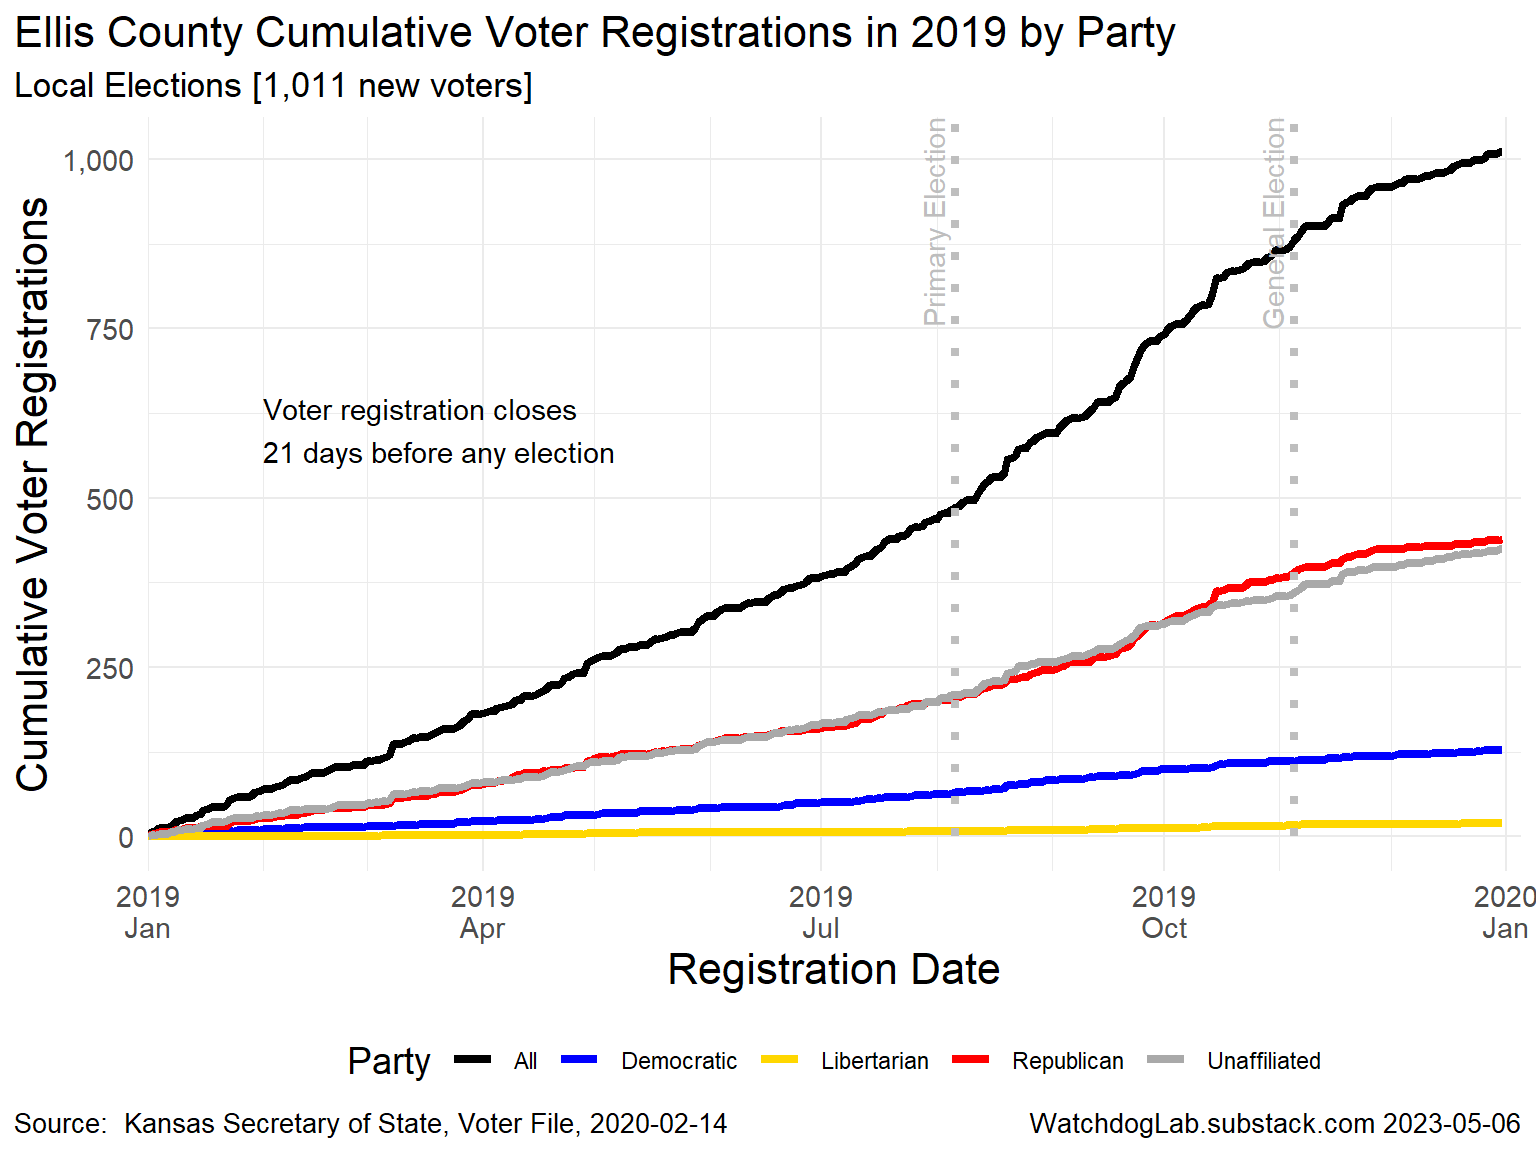 Ellis County Cumulative Voter Registrations in 2019 by Party
Local Elections [1,011 new voters]
Cumulative Voter Registrations
1,000
750
500
250
0
Primary Election
General Election
Voter registration closes
21 days before any election
2019
Jan
2019
Apr
2019
Jul
2019
Oct
2020
Jan
Registration Date
Party
All
Democratic
Libertarian
Republican
Unaffiliated
Source:  Kansas Secretary of State, Voter File, 2020-02-14
WatchdogLab.substack.com 2023-05-06